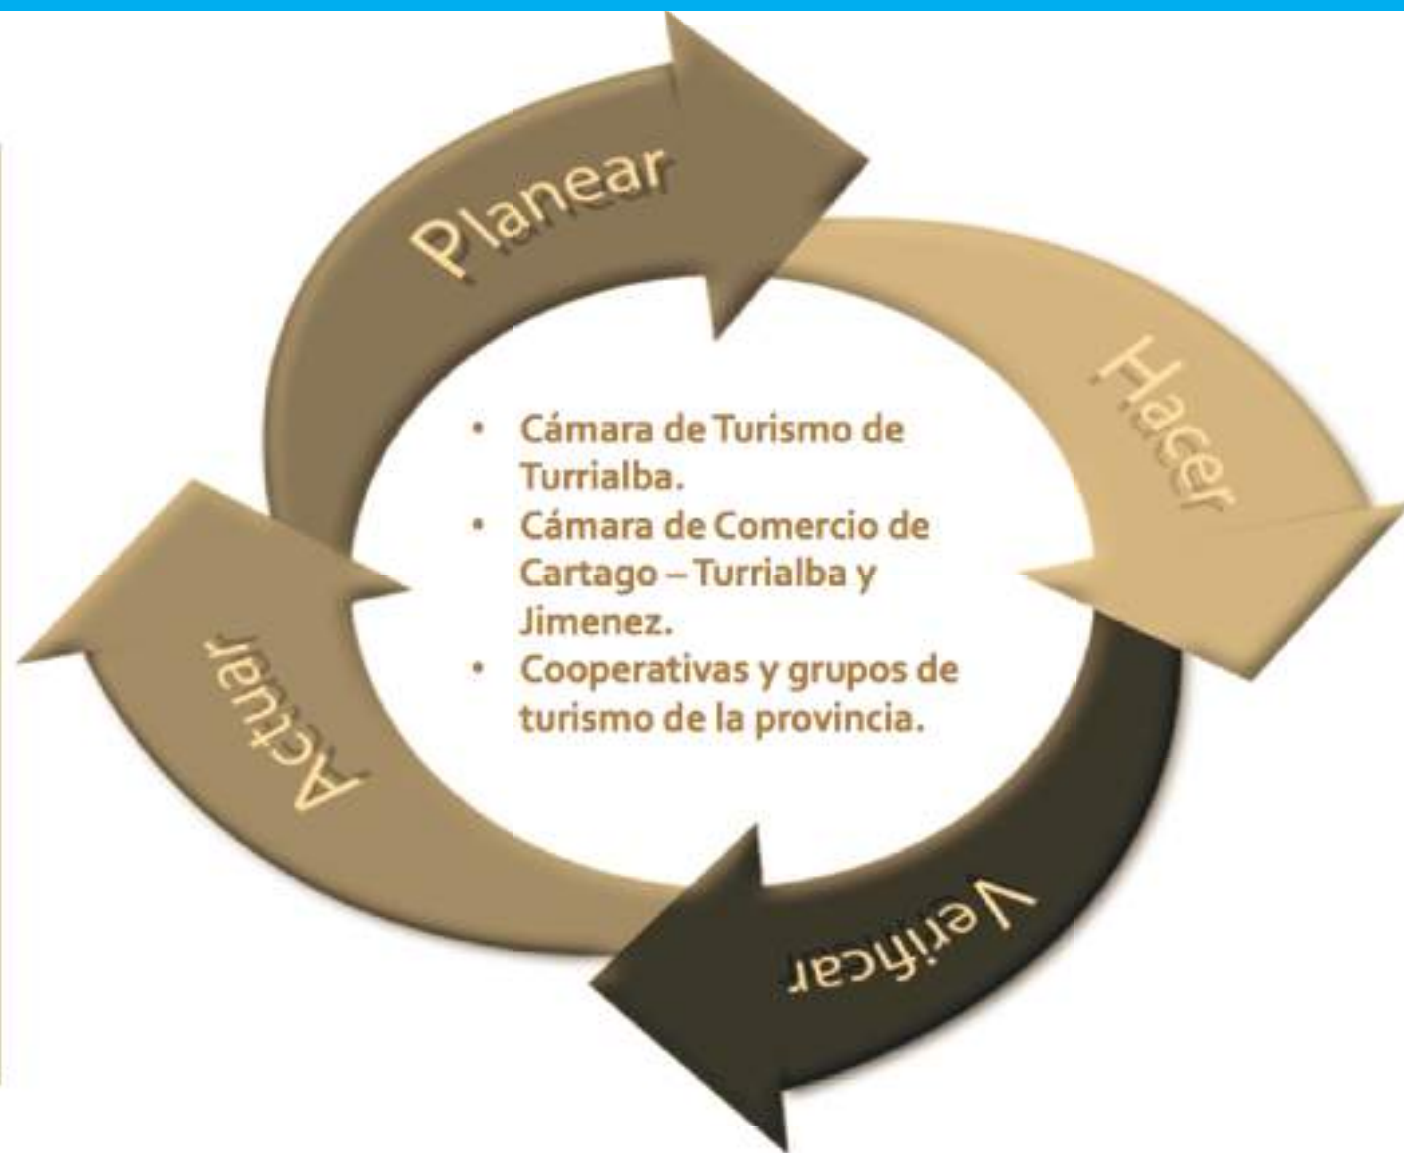 Planear
Hacer
• Cámara de Turismo de
Turrialba.
• Cámara de Comercio de
Cartago – Turrialba y
Jimenez.
• Cooperativas y grupos de
turismo de la provincia.
Actuar
Verificar